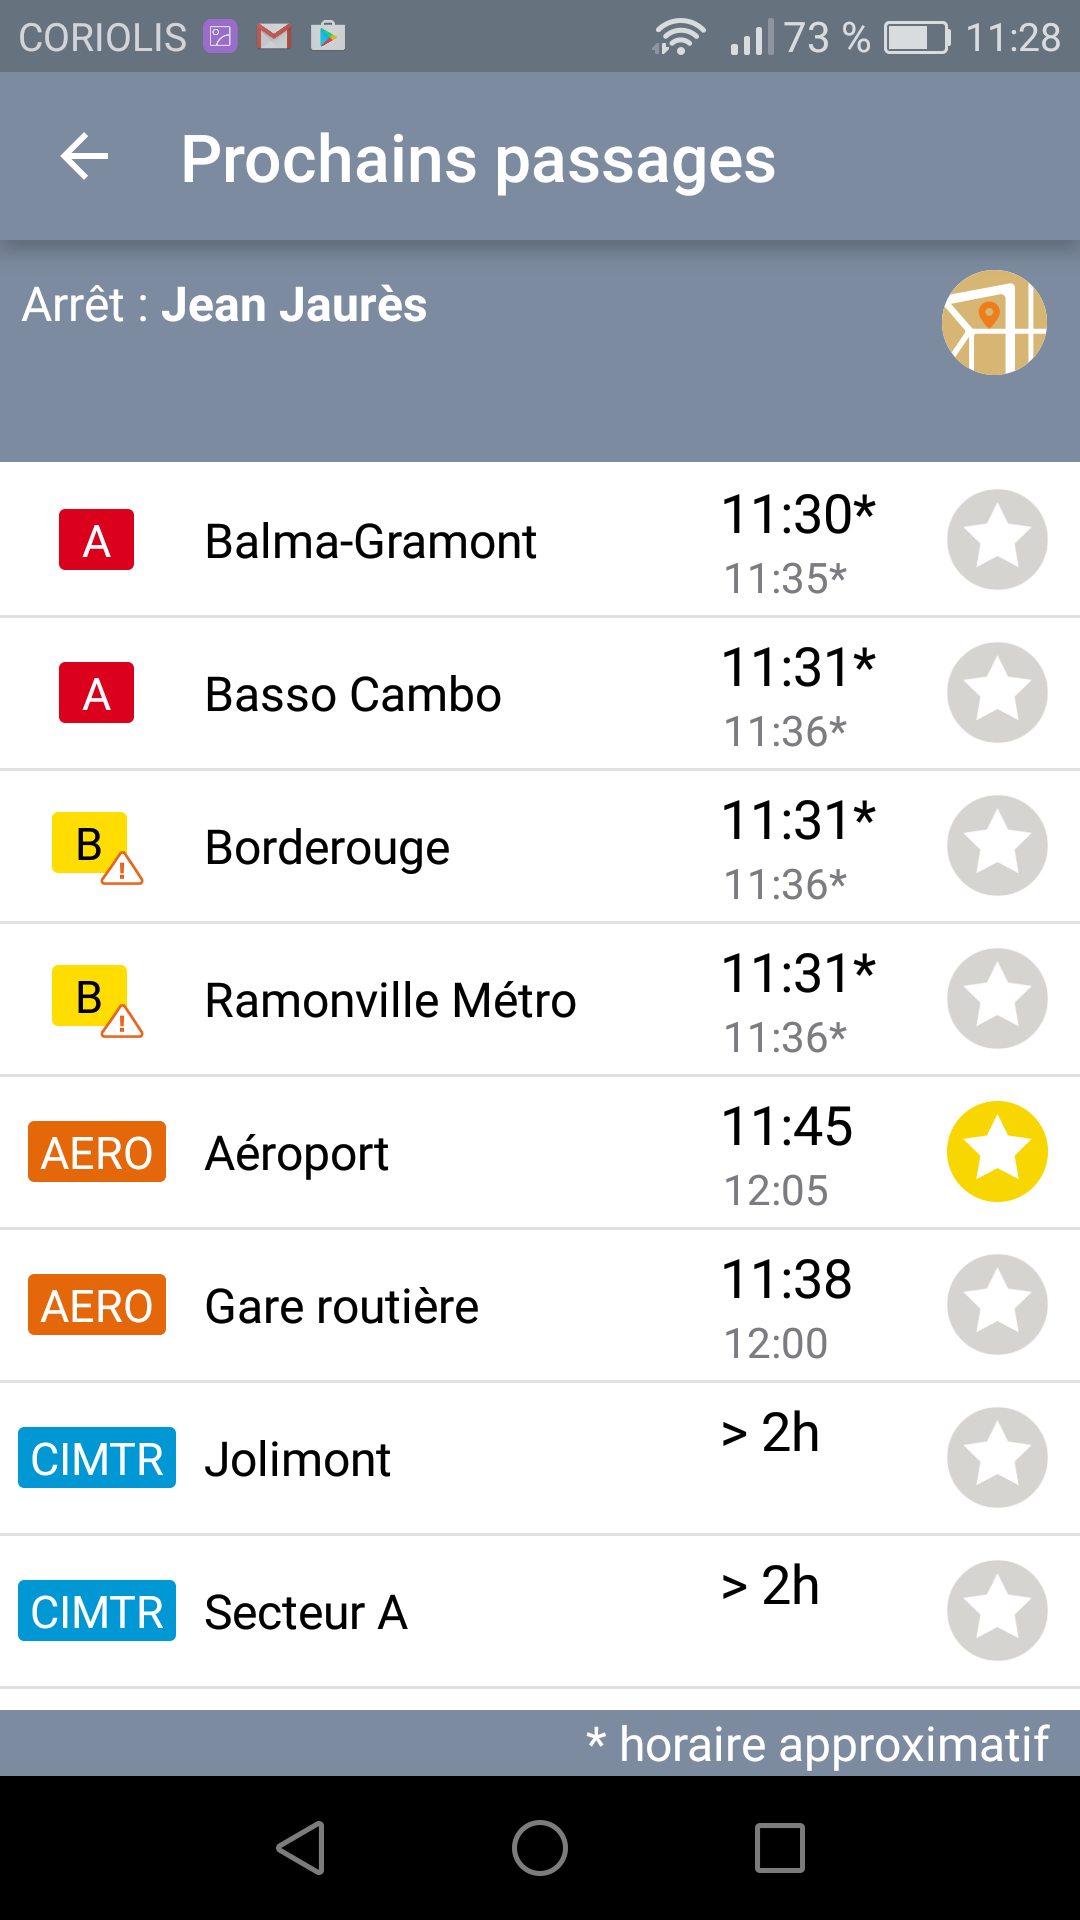 CORIOLIS 73 % 11:28
Prochains passages
Arrêt : Jean Jaurès
A Balma-Gramont 11:30*
11:35*
A Basso Cambo 11:31*
11:36*
B Borderouge 11:31*
11:36*
B Ramonville Métro 11:31*
11:36*
AERO Aéroport 11:45
12:05
AERO Gare routière 11:38
12:00
CIMTR Jolimont > 2h
CIMTR Secteur A > 2h
* horaire approximatif